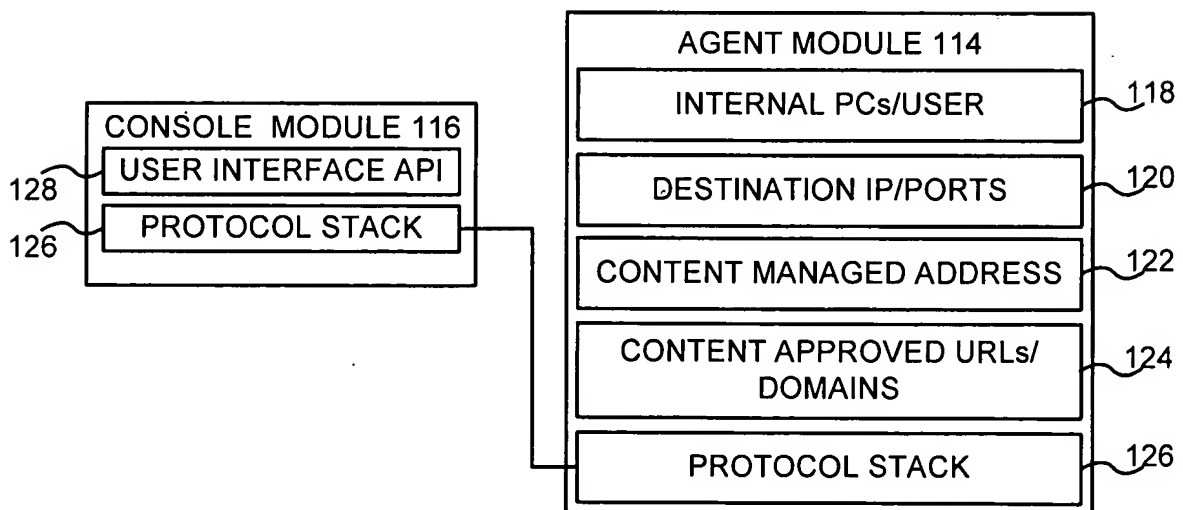 CONSOLE MODULE 116
USER INTERFACE API
128
PROTOCOL STACK
126
AGENT MODULE 114
INTERNAL PCs/USER
118
DESTINATION IP/PORTS
120
CONTENT MANAGED ADDRESS
122
CONTENT APPROVED URLs/
DOMAINS
124
PROTOCOL STACK
126